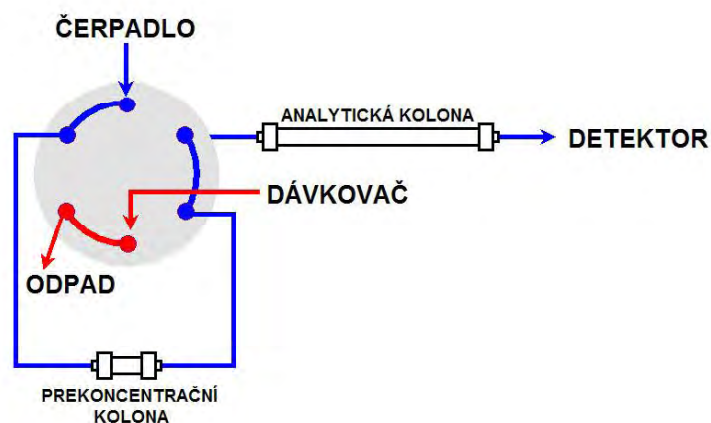 ČERPADLO
ANALYTICKÁ KOLONA
DETEKTOR
DÁVKOVAČ
ODPAD
PREKONCENTRAČNÍ
KOLONA